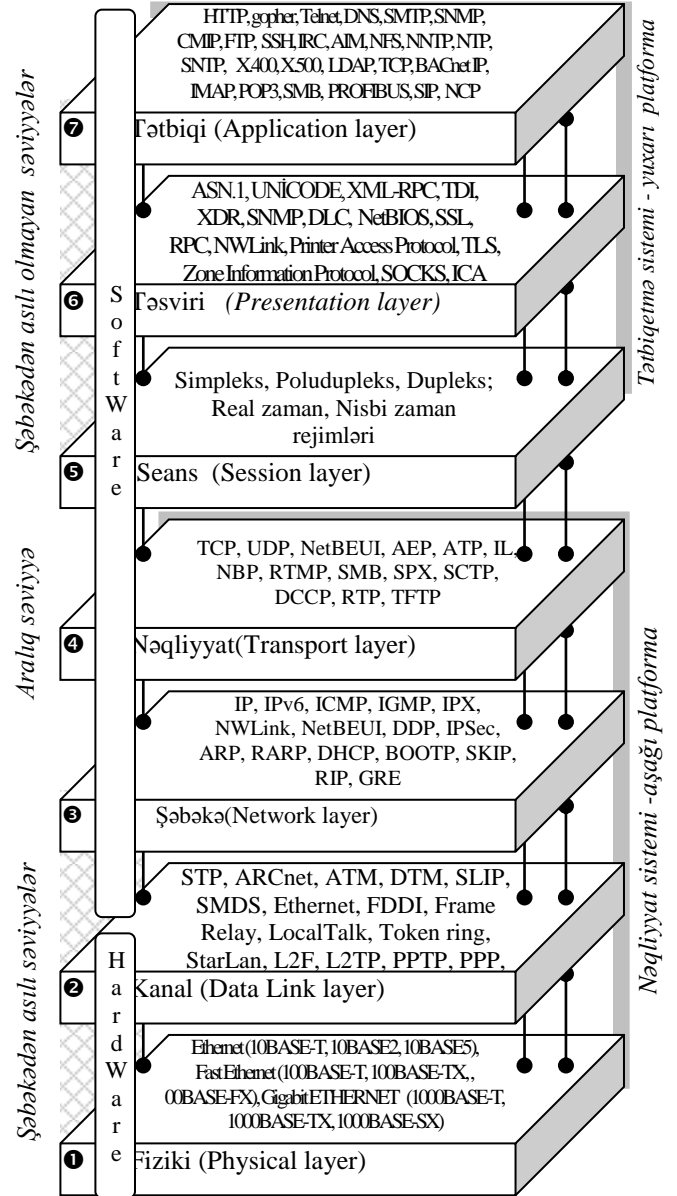 HTTP, gopher, Telnet, DNS, SMTP, SNMP,
CMIP, FTP, SSH, IRC, AIM, NFS, NNTP, NTP,
SNTP, X.400, X.500, LDAP, TCP, BACnet IP,
IMAP, POP3, SMB, PROFIBUS, SIP, NCP
❼ Tətbiqi (Application layer)
ASN.1, UNİCODE, XML-RPC, TDI,
XDR, SNMP, DLC, NetBIOS, SSL,
RPC, NWLink, Printer Access Protocol, TLS,
Zone Information Protocol, SOCKS, ICA
❻ Təsviri (Presentation layer)
Simpleks, Poludupleks, Dupleks;
Real zaman, Nisbi zaman
rejimləri
❺ Seans (Session layer)
TCP, UDP, NetBEUI, AEP, ATP, IL,
NBP, RTMP, SMB, SPX, SCTP,
DCCP, RTP, TFTP
❹ Nəqliyyat(Transport layer)
IP, IPv6, ICMP, IGMP, IPX,
NWLink, NetBEUI, DDP, IPSec,
ARP, RARP, DHCP, BOOTP, SKIP,
RIP, GRE
❸ Şəbəkə(Network layer)
STP, ARCnet, ATM, DTM, SLIP,
SMDS, Ethernet, FDDI, Frame
Relay, LocalTalk, Token ring,
StarLan, L2F, L2TP, PPTP, PPP,
❷ Kanal (Data Link layer)
Ethernet (10BASE-T, 10BASE2, 10BASE5),
Fast Ethernet (100BASE-T, 100BASE-TX, ,
00BASE-FX), Gigabit ETHERNET (1000BASE-T,
1000BASE-TX, 1000BASE-SX)
❶ Fiziki (Physical layer)
SoftWare
HardWare
Şəbəkədən asılı olmayan səviyyələr
Aralıq səviyyə
Şəbəkədən asılı səviyyələr
Tətbiqetmə sistemi - yuxarı platforma
Nəqliyyat sistemi -aşağı platforma